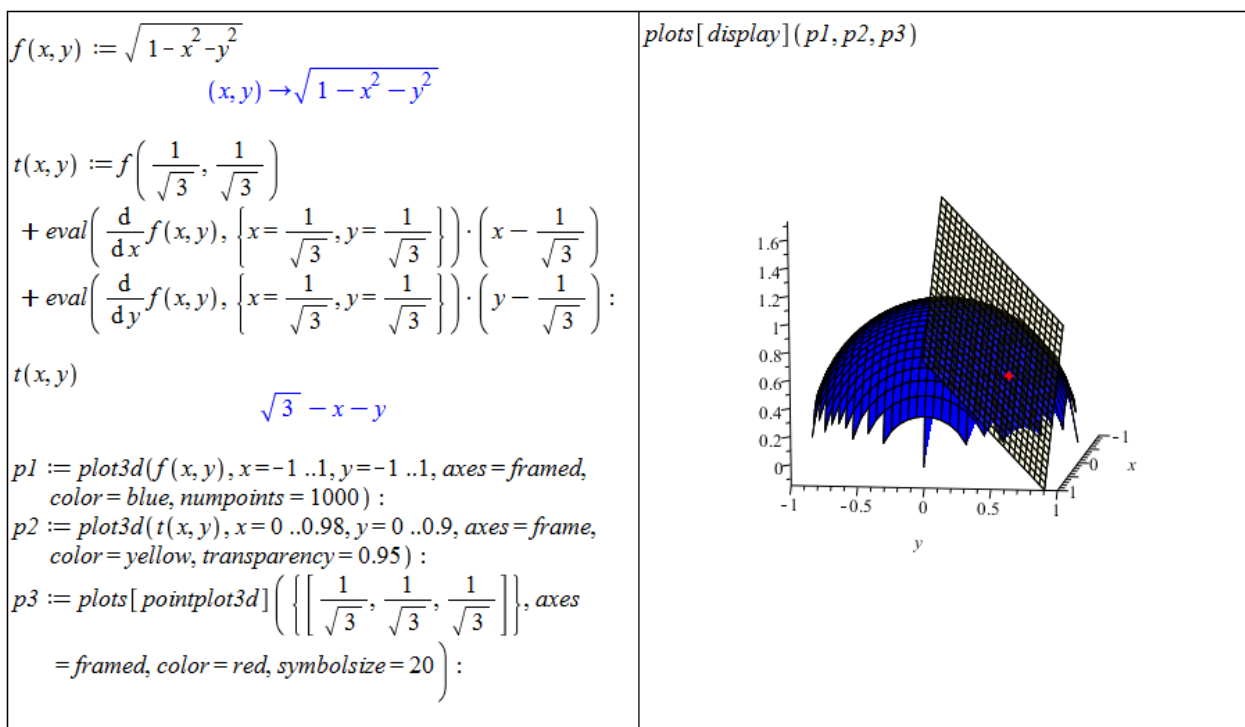 f(x, y) := √(1 - x² - y²)
(x, y) → √(1 - x² - y²)
t(x, y) := f(1/√3, 1/√3)
+ eval(d/dx f(x, y), {x = 1/√3, y = 1/√3}) · (x - 1/√3)
+ eval(d/dy f(x, y), {x = 1/√3, y = 1/√3}) · (y - 1/√3) :
t(x, y)
√3 - x - y
p1 := plot3d(f(x, y), x = -1 ..1, y = -1 ..1, axes = framed,
color = blue, numpoints = 1000) :
p2 := plot3d(t(x, y), x = 0 ..0.98, y = 0 ..0.9, axes = frame,
color = yellow, transparency = 0.95) :
p3 := plots[pointplot3d]({[1/√3, 1/√3, 1/√3]}, axes
= framed, color = red, symbolsize = 20) :
plots[display](p1, p2, p3)
1.6
1.4
1.2
1
0.8
0.6
0.4
0.2
0
-1
0
1
x
-1 -0.5 0 0.5 1
y